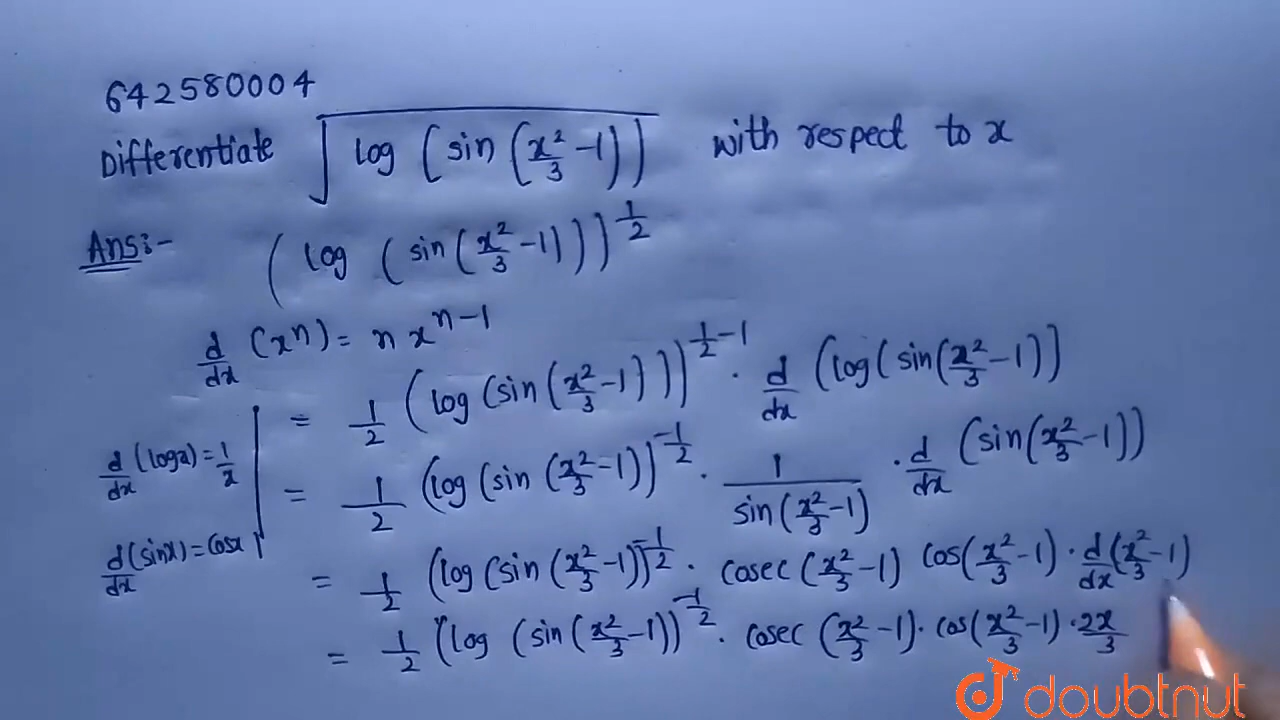 642580004
Differentiate √(log(sin(x²/3 -1))) with respect to x
Ans:- (log(sin(x²/3 -1)))^(1/2)
d/dx (xⁿ) = n x^(n-1)
= 1/2 (log(sin(x²/3 -1)))^(1/2 -1) · d/dx (log(sin(x²/3 -1))
d/dx (logx) = 1/x
= 1/2 (log(sin(x²/3 -1))^(-1/2) · 1/sin(x²/3 -1) · d/dx (sin(x²/3 -1))
d/dx (sinx) = cosx
= 1/2 (log(sin(x²/3 -1))^(-1/2) · cosec(x²/3 -1) cos(x²/3 -1) · d/dx (x²/3 -1)
= 1/2 (log(sin(x²/3 -1))^(-1/2) · cosec(x²/3 -1) · cos(x²/3 -1) · 2x/3
doubtnut